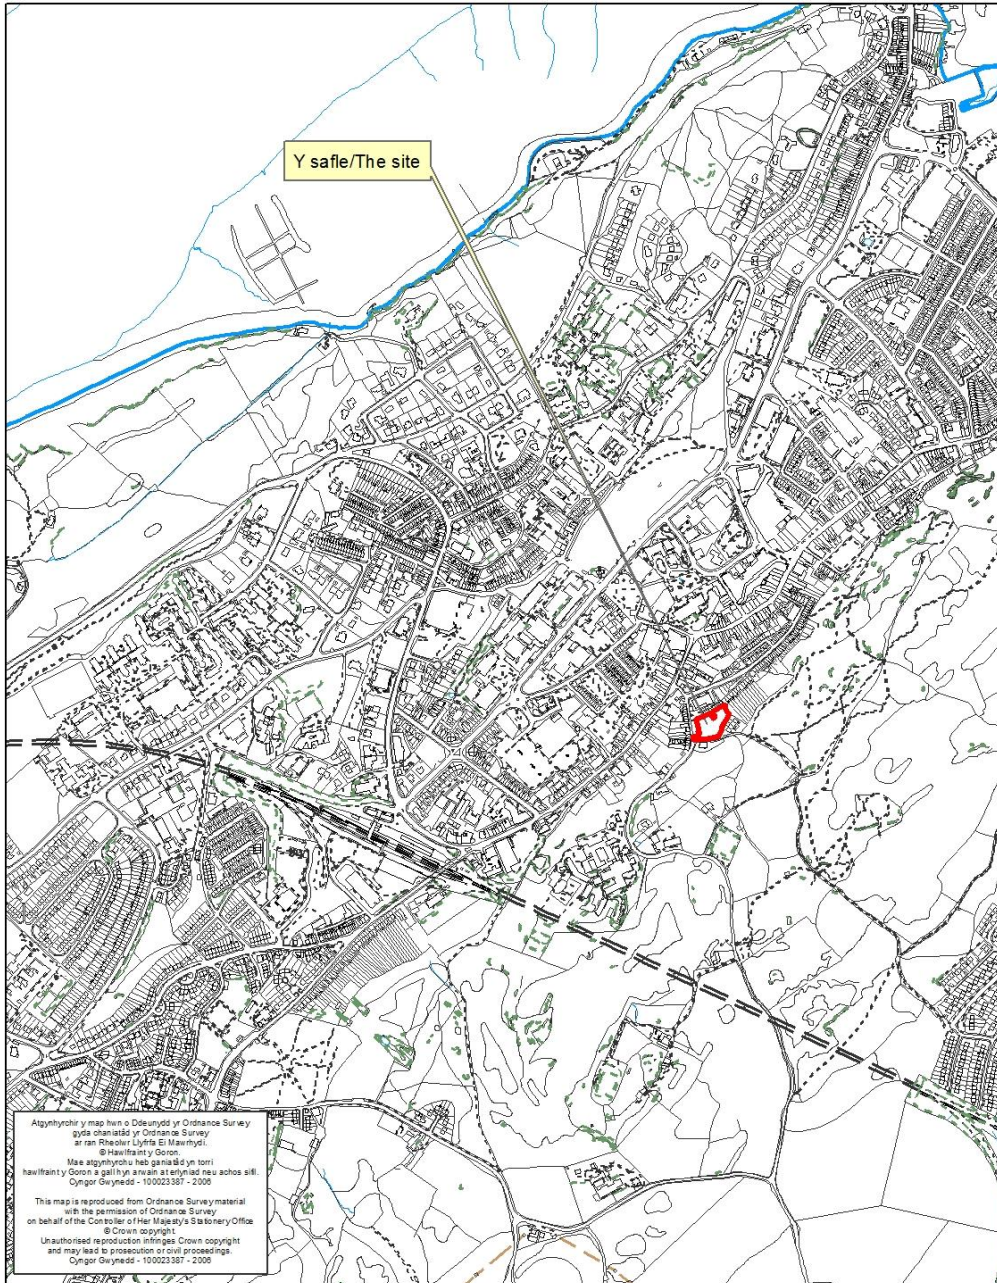 Y safle/The site
Atgynhyrchir y map hwn o Ddeunydd yr Ordnance Survey
gyda chaniatâd yr Ordnance Survey
ar ran Rheolwr Llyfrfa Ei Mawrhydi.
© Hawlfraint y Goron.
Mae atgynhyrchu heb ganiatâd yn torri
hawlfraint y Goron a gall hyn arwain at erlyniad neu achos sifil.
Cyngor Gwynedd - 100023387 - 2006
This map is reproduced from Ordnance Survey material
with the permission of Ordnance Survey
on behalf of the Controller of Her Majesty's Stationery Office
© Crown copyright.
Unauthorised reproduction infringes Crown copyright
and may lead to prosecution or civil proceedings.
Cyngor Gwynedd - 100023387 - 2006